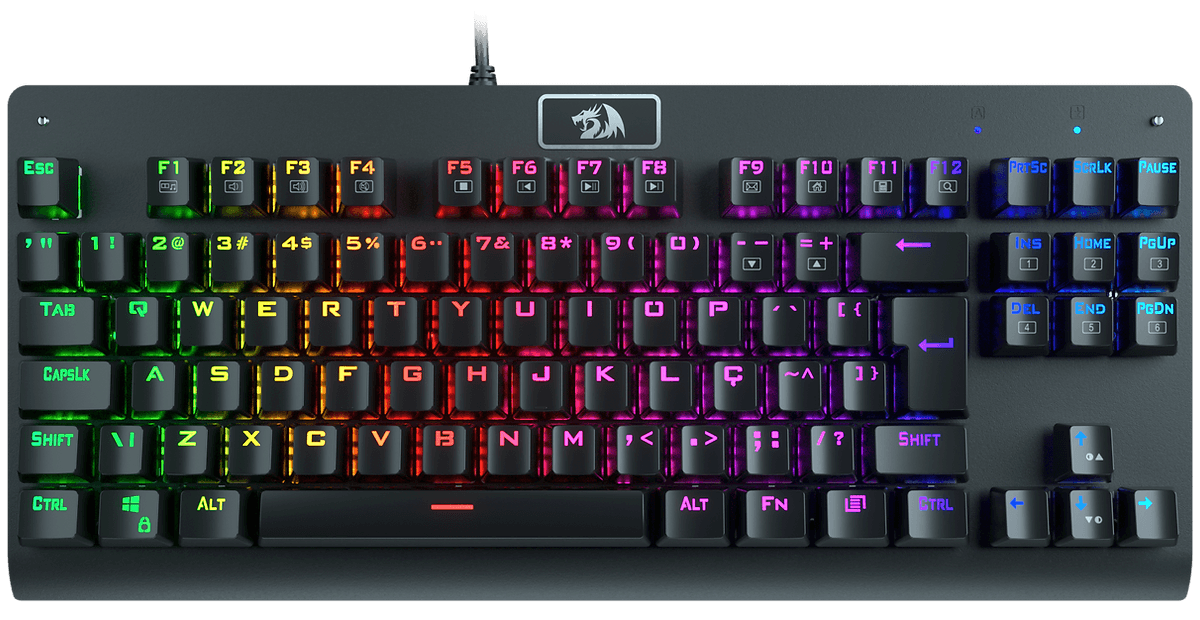 Esc F1 F2 F3 F4 F5 F6 F7 F8 F9 F10 F11 F12 PrtSc ScrLk Pause
' " 1 ! 2 @ 3 # 4 $ 5 % 6 ¨ 7 & 8 * 9 ( 0 ) - _ = + ← Ins 1 Home 2 PgUp 3
Tab Q W E R T Y U I O P ´ ` [ { Del 4 End 5 PgDn 6
CapsLk A S D F G H J K L Ç ~ ^ ] } ↵
Shift \ | Z X C V B N M , < . > ; : / ? Shift ↑
Ctrl Alt Alt Fn Ctrl ← ↓ →